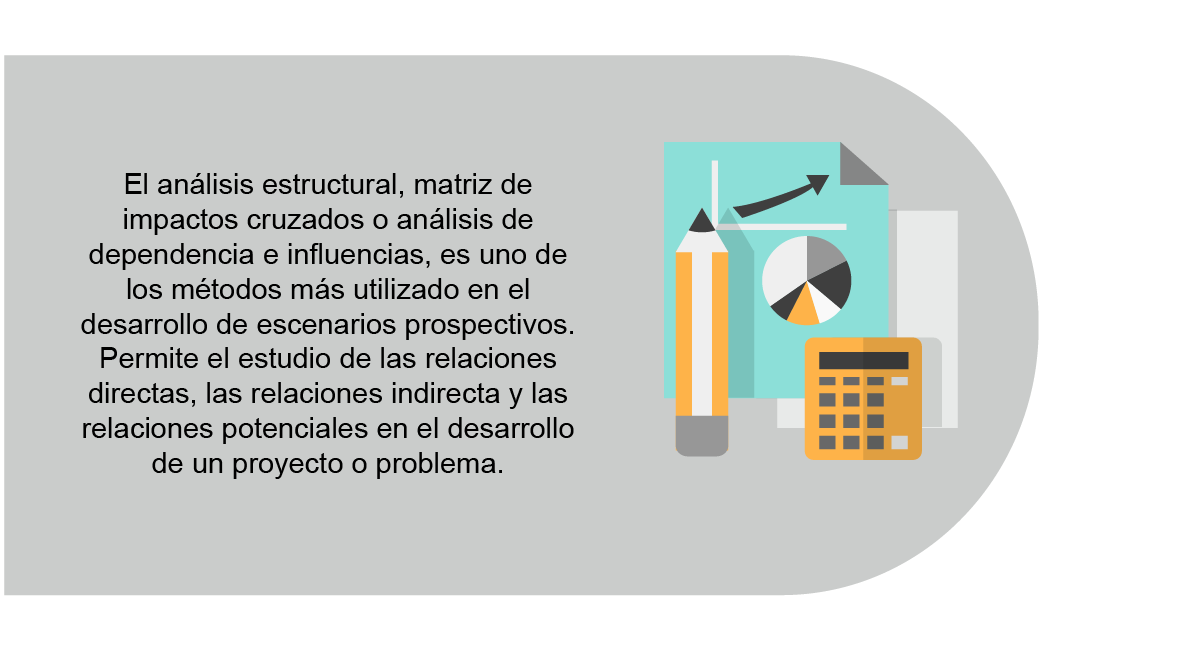 El análisis estructural, matriz de
impactos cruzados o análisis de
dependencia e influencias, es uno de
los métodos más utilizado en el
desarrollo de escenarios prospectivos.
Permite el estudio de las relaciones
directas, las relaciones indirecta y las
relaciones potenciales en el desarrollo
de un proyecto o problema.